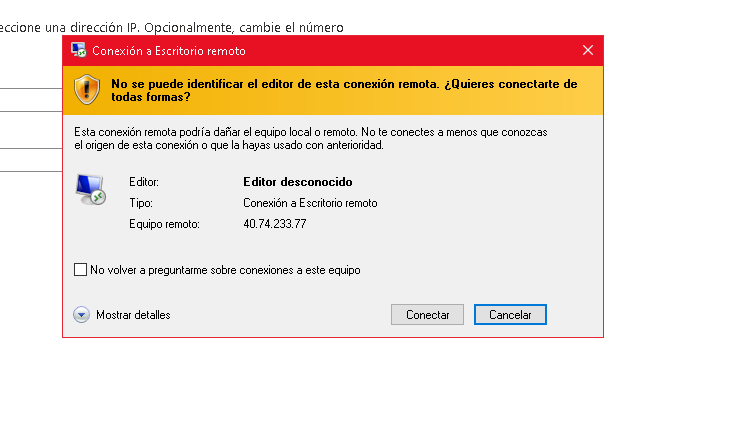 eccione una dirección IP. Opcionalmente, cambie el número
Conexión a Escritorio remoto
No se puede identificar el editor de esta conexión remota. ¿Quieres conectarte de
todas formas?
Esta conexión remota podría dañar el equipo local o remoto. No te conectes a menos que conozcas
el origen de esta conexión o que la hayas usado con anterioridad.
Editor: Editor desconocido
Tipo: Conexión a Escritorio remoto
Equipo remoto: 40.74.233.77
No volver a preguntarme sobre conexiones a este equipo
Mostrar detalles Conectar Cancelar